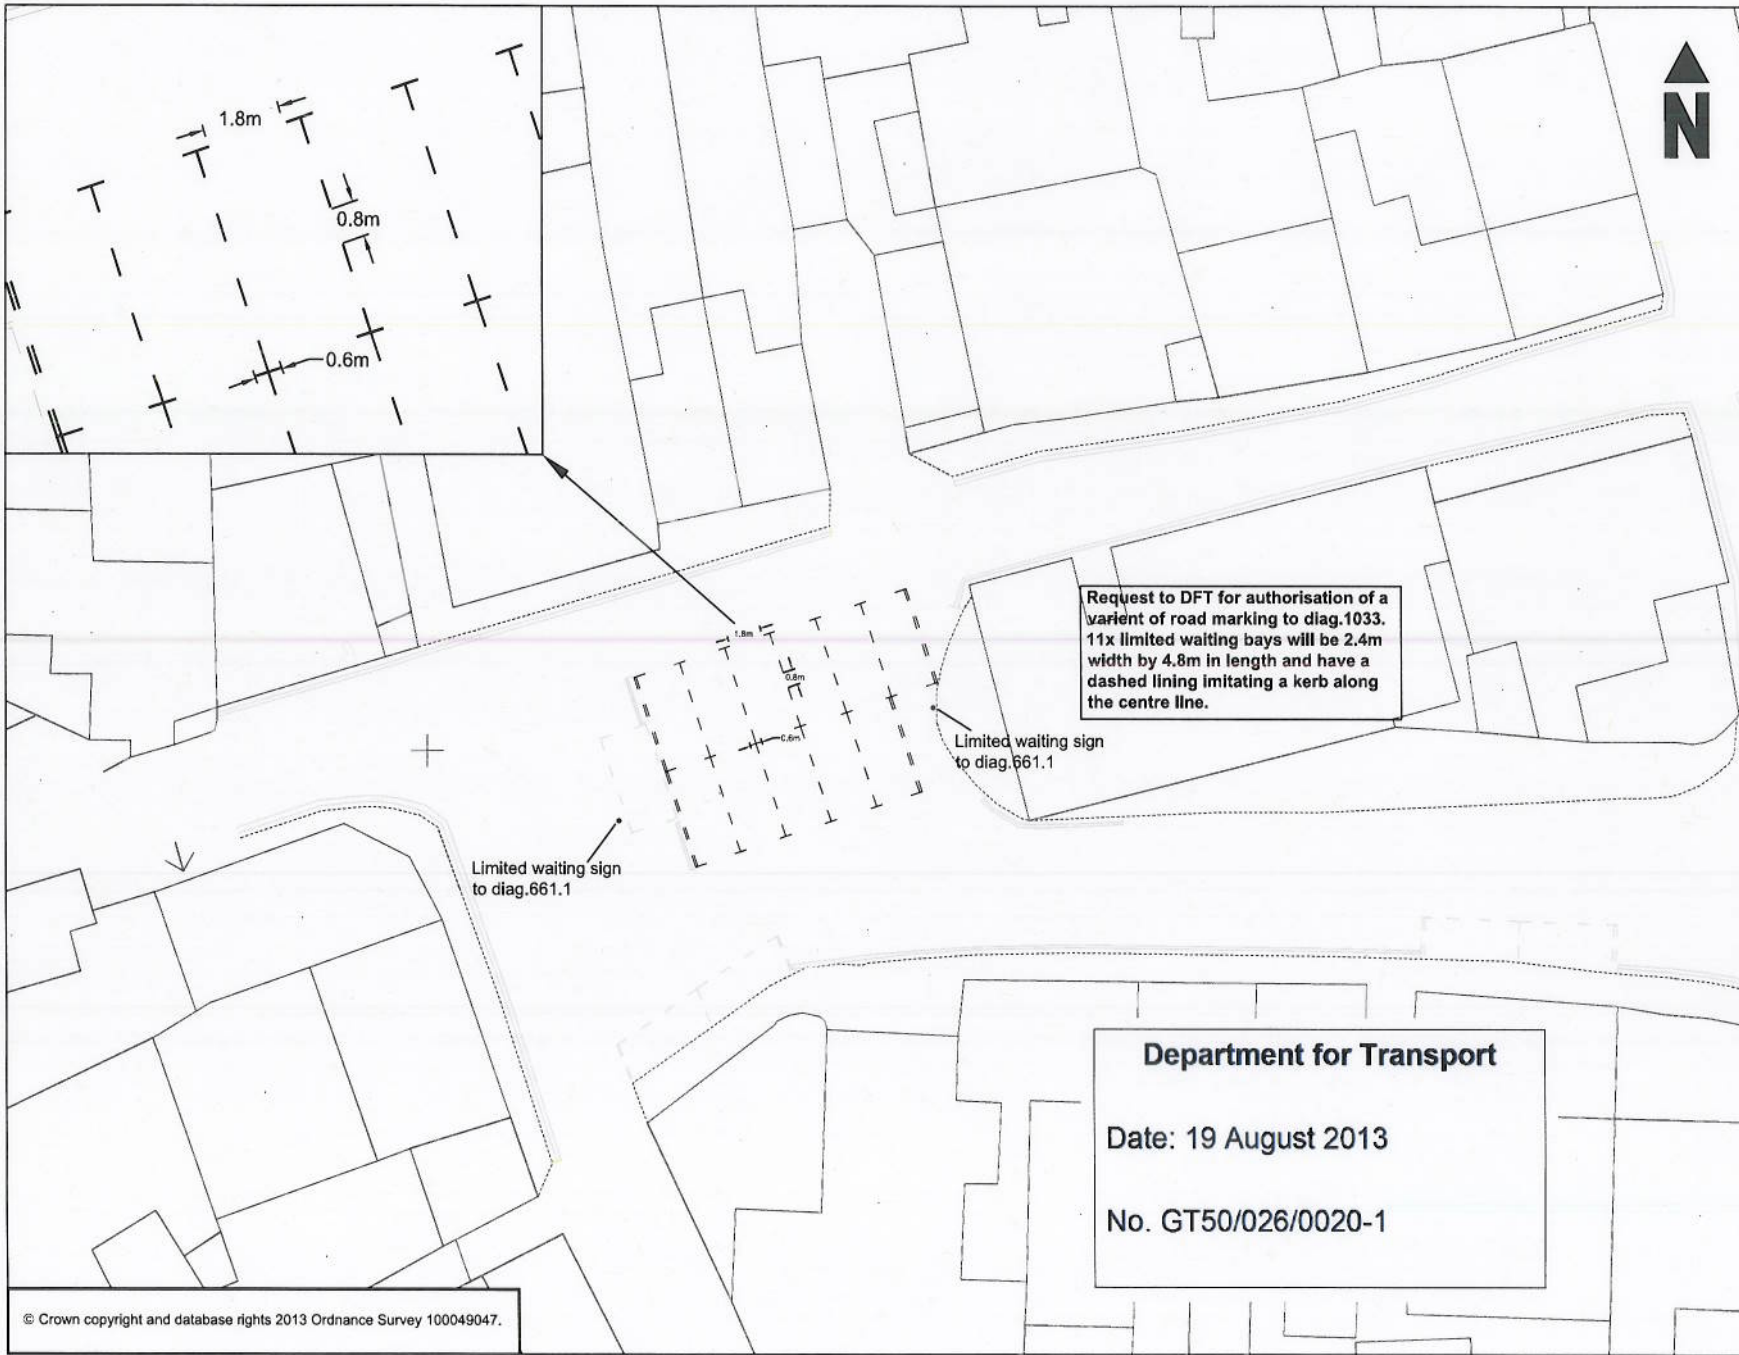 1.8m
0.8m
0.6m
N
1.8m
0.8m
0.6m
Request to DFT for authorisation of a
varient of road marking to diag.1033.
11x limited waiting bays will be 2.4m
width by 4.8m in length and have a
dashed lining imitating a kerb along
the centre line.
Limited waiting sign
to diag.661.1
Limited waiting sign
to diag.661.1
Department for Transport
Date: 19 August 2013
No. GT50/026/0020-1
© Crown copyright and database rights 2013 Ordnance Survey 100049047.